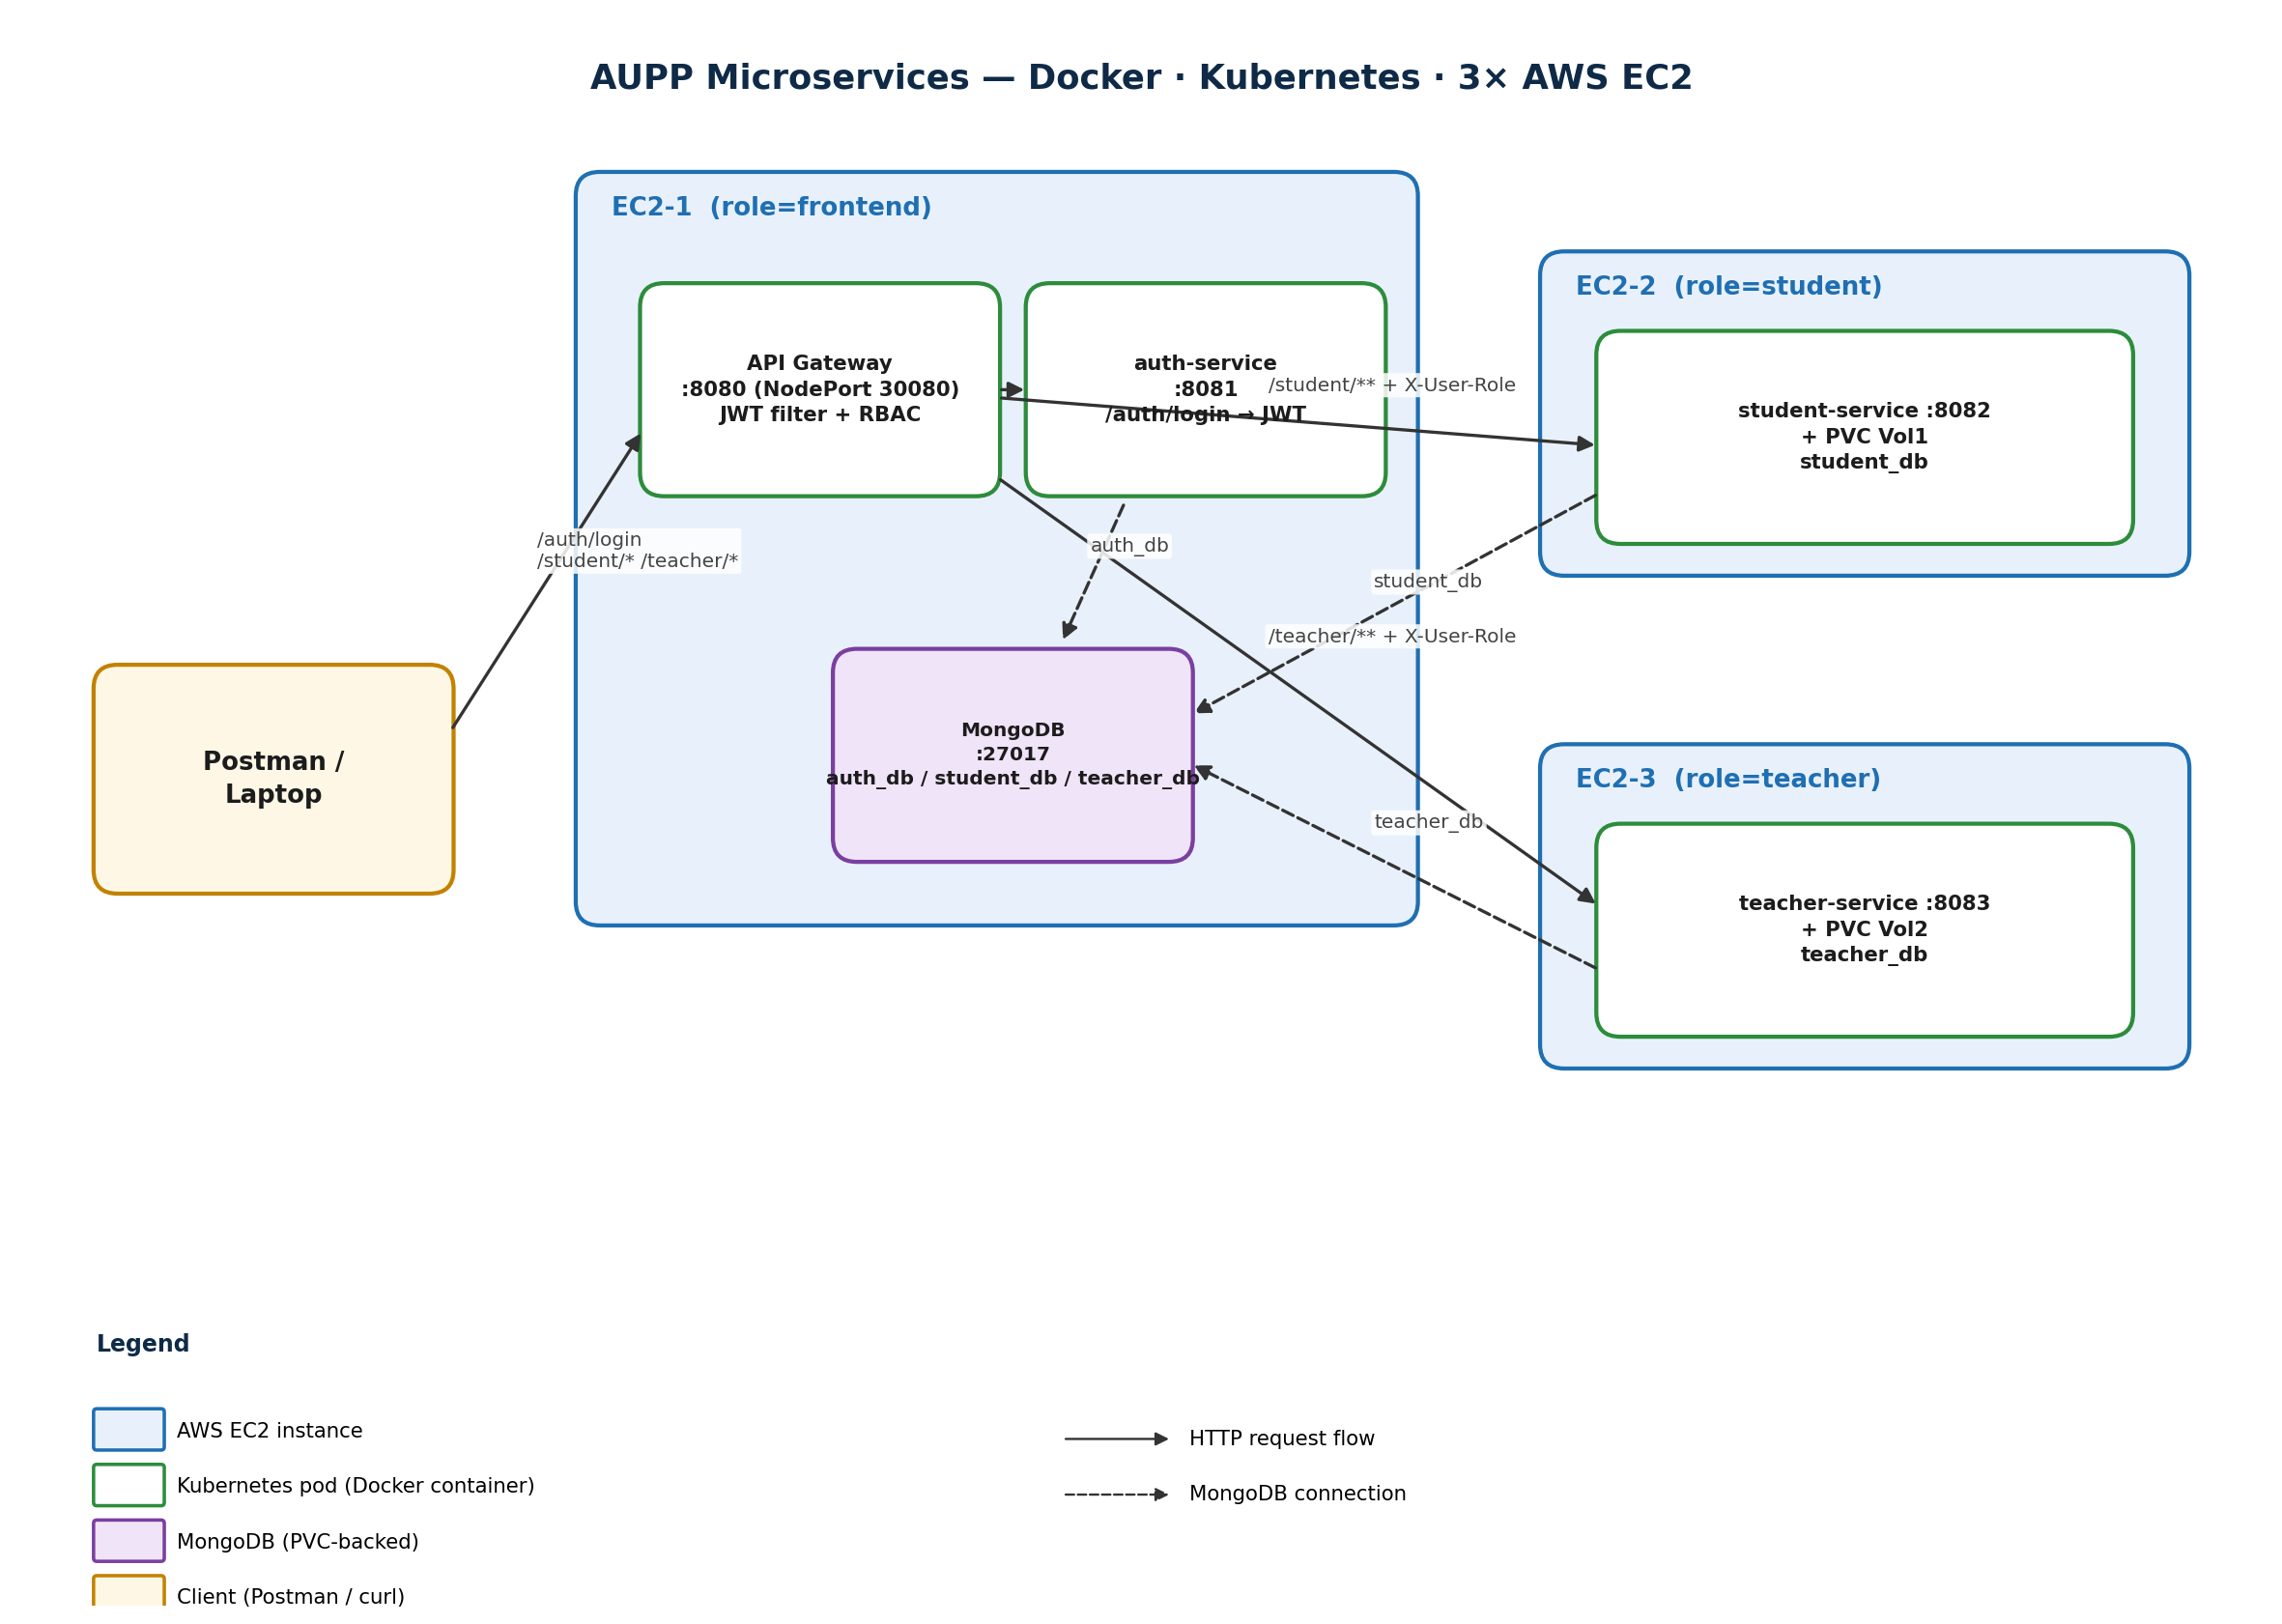 AUPP Microservices — Docker · Kubernetes · 3× AWS EC2
EC2-1 (role=frontend)
API Gateway
:8080 (NodePort 30080)
JWT filter + RBAC
auth-service
:8081
/auth/login → JWT
/student/** + X-User-Role
EC2-2 (role=student)
student-service :8082
+ PVC Vol1
student_db
/auth/login
/student/* /teacher/*
auth_db
student_db
/teacher/** + X-User-Role
Postman /
Laptop
MongoDB
:27017
auth_db / student_db / teacher_db
teacher_db
EC2-3 (role=teacher)
teacher-service :8083
+ PVC Vol2
teacher_db
Legend
AWS EC2 instance
Kubernetes pod (Docker container)
MongoDB (PVC-backed)
Client (Postman / curl)
HTTP request flow
MongoDB connection